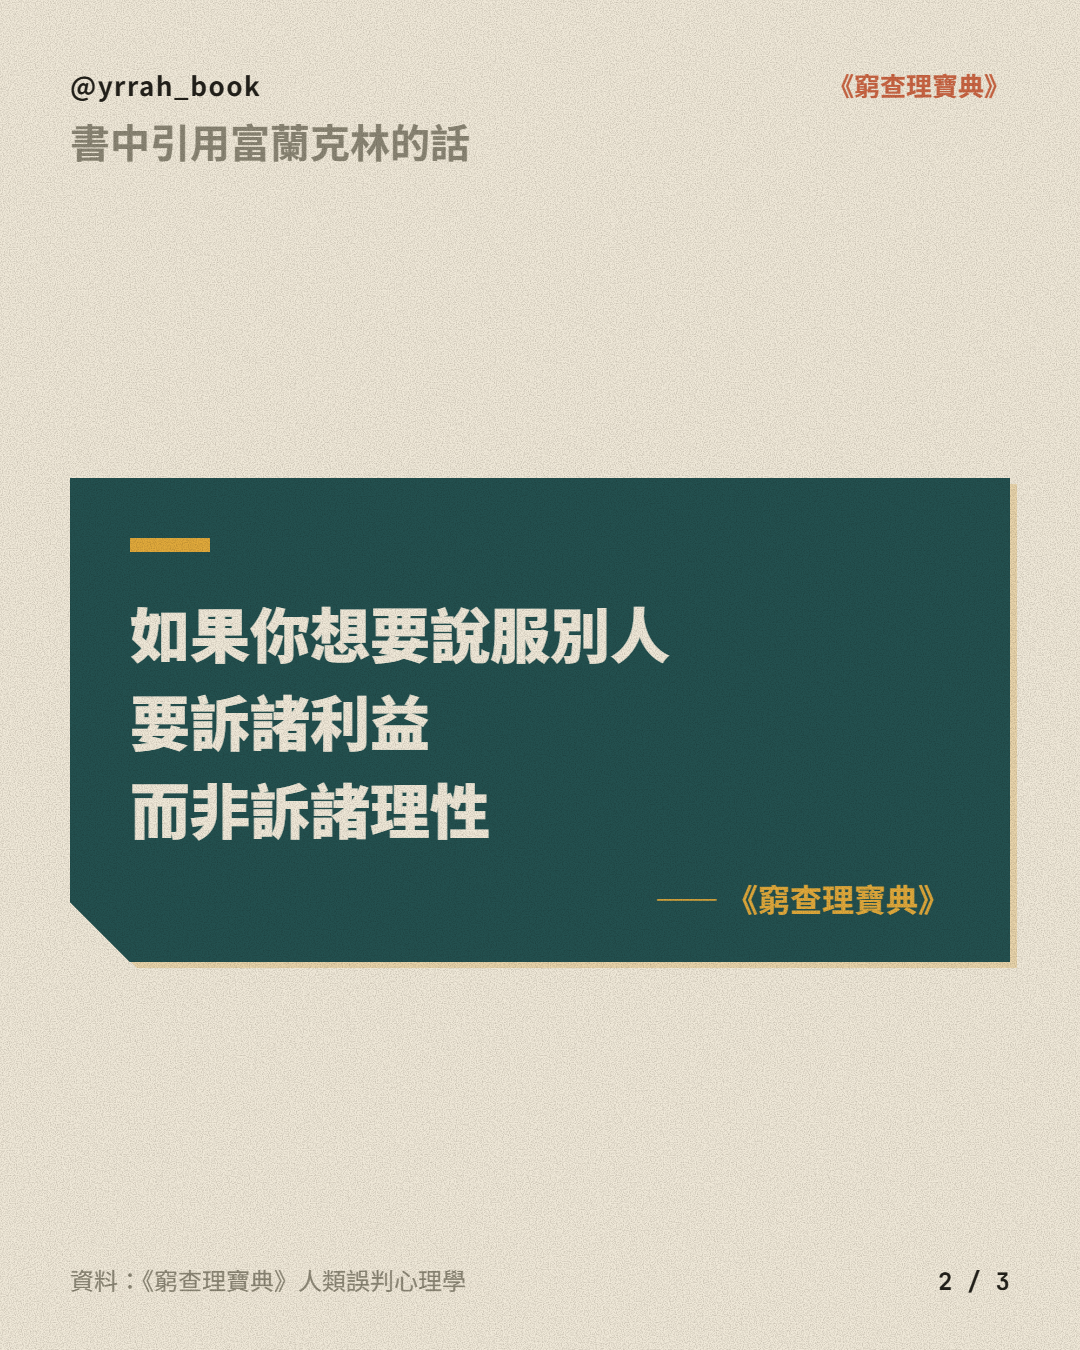 @yrrah_book
《窮查理寶典》
書中引用富蘭克林的話
如果你想要說服別人
要訴諸利益
而非訴諸理性
—— 《窮查理寶典》
資料：《窮查理寶典》人類誤判心理學
2 / 3